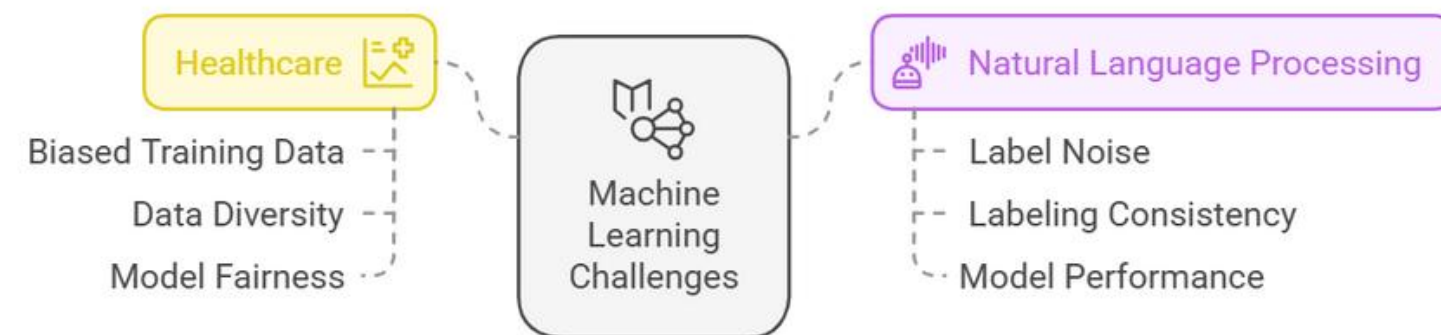 Healthcare
Biased Training Data
Data Diversity
Model Fairness
Machine
Learning
Challenges
Natural Language Processing
Label Noise
Labeling Consistency
Model Performance